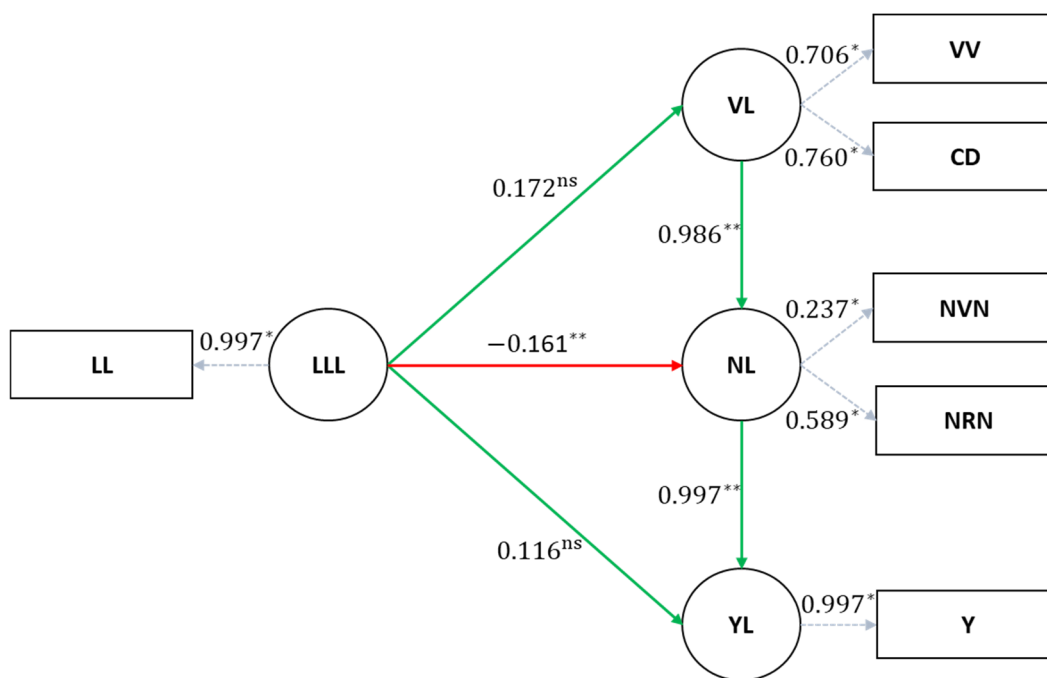 VV
0.706*
VL
CD
0.760*
0.172ns
0.986**
NVN
0.237*
0.997*
−0.161**
LL
LLL
NL
NRN
0.589*
0.997**
0.116ns
0.997*
YL
Y